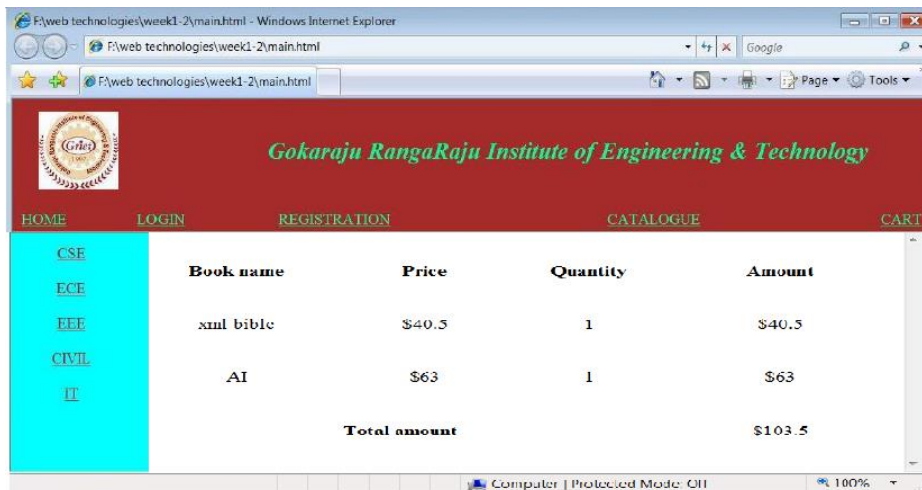 F:\web technologies\week1-2\main.html - Windows Internet Explorer
F:\web technologies\week1-2\main.html
Google
F:\web technologies\week1-2\main.html
Page
Tools
Griet
Gokaraju RangaRaju Institute of Engineering & Technology
HOME LOGIN REGISTRATION CATALOGUE CART
CSE
ECE
EEE
CIVIL
IT
Book name Price Quantity Amount
xml bible $40.5 1 $40.5
AI $63 1 $63
Total amount $103.5
Computer | Protected Mode: Off 100%